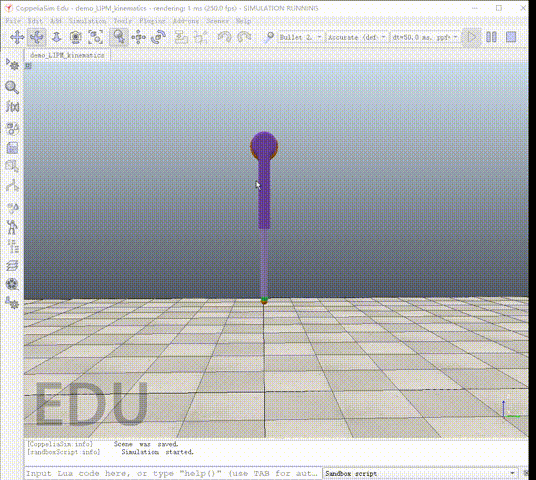 CoppeliaSim Edu - demo_LIPM_kinematics - rendering: 1 ms (250.0 fps) - SIMULATION RUNNING
File Edit Add Simulation Tools Plugins Add-ons Scenes Help
Bullet 2. Accurate (def dt=50.0 ms, ppf=
demo_LIPM_kinematics
EDU
[CoppeliaSim:info] Scene was saved.
[sandboxScript:info] Simulation started.
Input Lua code here, or type "help()" (use TAB for aut… Sandbox script